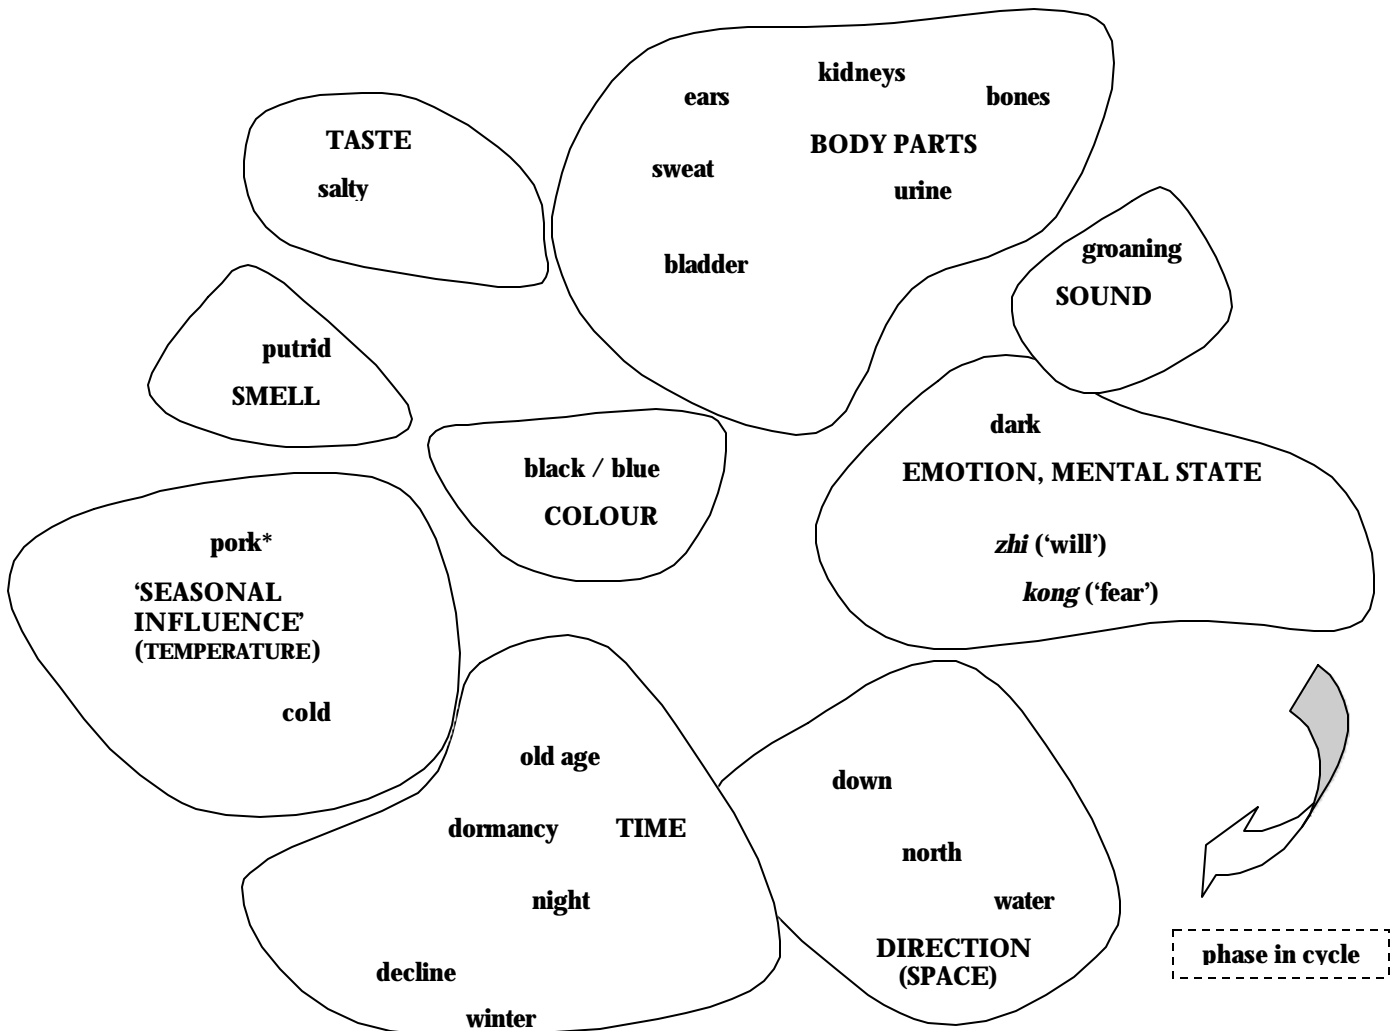 kidneys
ears
bones
TASTE
BODY PARTS
sweat
salty
urine
groaning
bladder
SOUND
putrid
SMELL
dark
black / blue
EMOTION, MENTAL STATE
COLOUR
pork*
zhi (‘will’)
‘SEASONAL
INFLUENCE’
(TEMPERATURE)
kong (‘fear’)
cold
old age
down
dormancy
TIME
north
night
water
DIRECTION
(SPACE)
phase in cycle
decline
winter